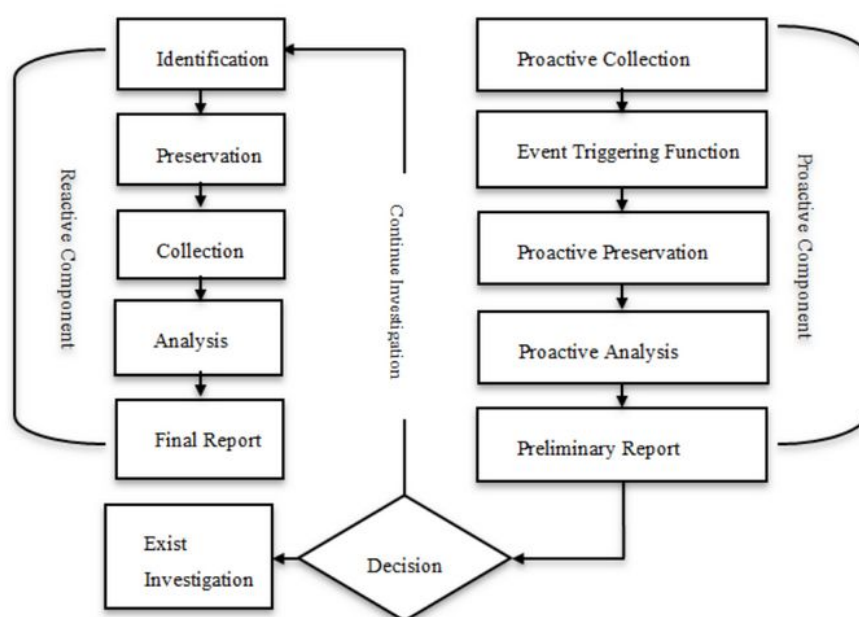 Identification
Preservation
Collection
Analysis
Final Report
Reactive Component
Continue Investigation
Proactive Collection
Event Triggering Function
Proactive Preservation
Proactive Analysis
Preliminary Report
Proactive Component
Decision
Exist
Investigation